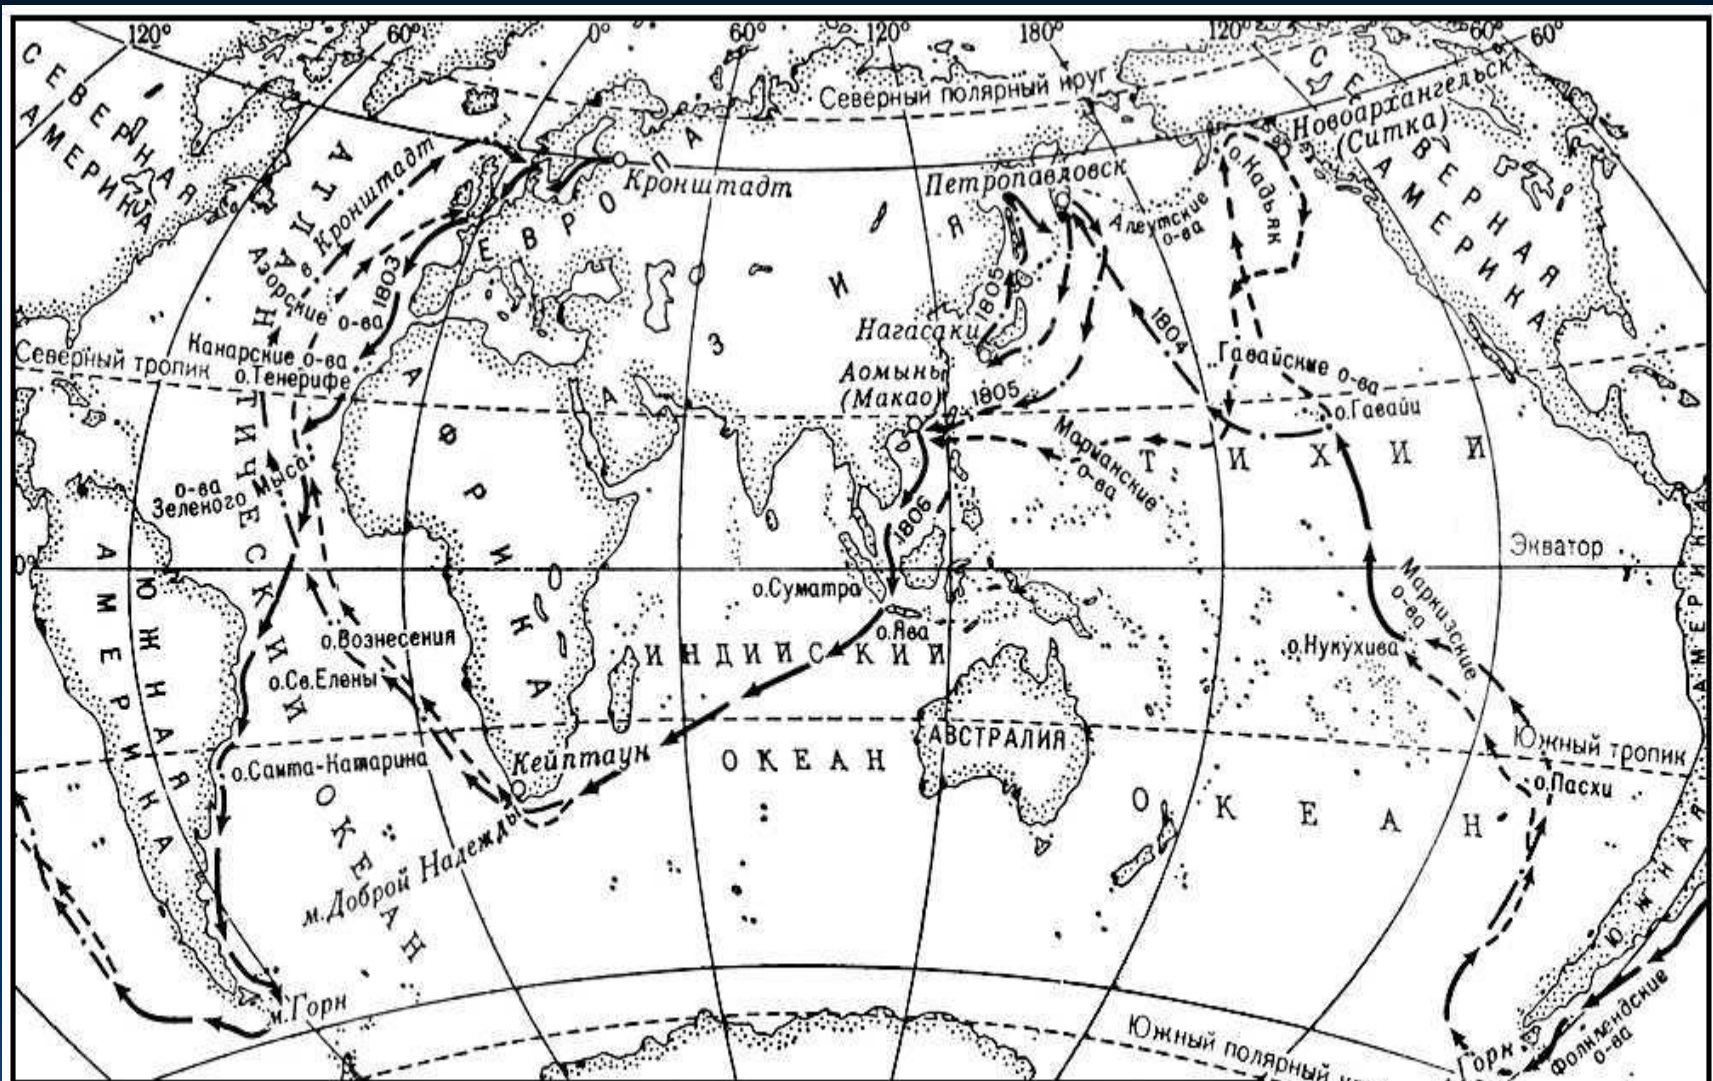 120°
60°
0°
60°
120°
180°
120°
60°
60°
СЕВЕРНАЯ
АМЕРИКА
Северный полярный круг
Новоархангельск
(Ситка)
СЕВЕРНАЯ
АМЕРИКА
Кронштадт
Петропавловск
о. Кадьяк
Алеутские
о-ва
в Кронштадт
ЕВРОПА
АЗИЯ
Азорские о-ва
1803
1805
1804
Нагасаки
Аомынь
(Макао)
1805
Канарские о-ва
о.Тенерифе
Северный тропик
Гавайские о-ва
о.Гавайи
Марианские
о-ва
ТИХИЙ
ОКЕАН
о-ва
Зеленого Мыса
АТЛАНТИЧЕСКИЙ
ОКЕАН
АФРИКА
1806
0°
Экватор
ЮЖНАЯ
АМЕРИКА
о.Суматра
о.Ява
о.Вознесения
о.Св.Елены
ИНДИЙСКИЙ
ОКЕАН
Маркизские
о-ва
о.Нукухива
АВСТРАЛИЯ
Южный тропик
о.Пасхи
о.Санта-Катарина
Кейптаун
м.Доброй Надежды
ЮЖНАЯ
АМЕРИКА
м.Горн
Горн
Фолклендские
о-ва
Южный полярный